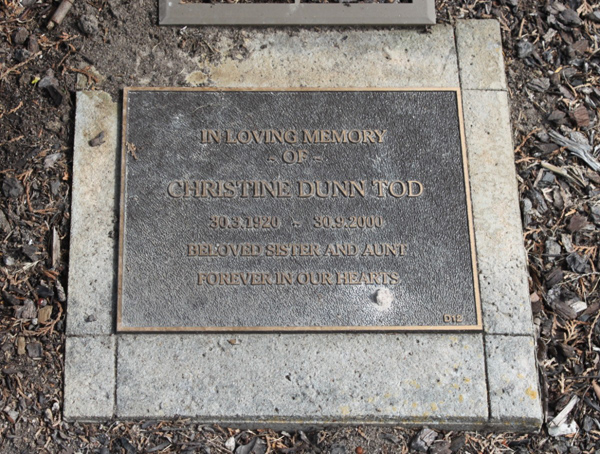 IN LOVING MEMORY
- OF -
CHRISTINE DUNN TOD
30.3.1920 - 30.9.2000
BELOVED SISTER AND AUNT
FOREVER IN OUR HEARTS